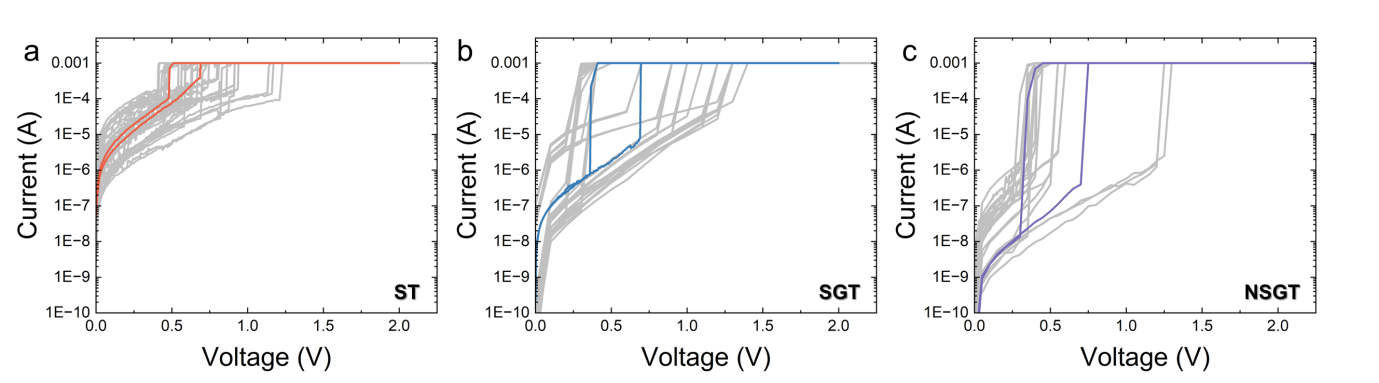 a
0.001
1E−4
1E−5
1E−6
1E−7
1E−8
1E−9
1E−10
Current (A)
0.0 0.5 1.0 1.5 2.0
Voltage (V)
ST
b
0.001
1E−4
1E−5
1E−6
1E−7
1E−8
1E−9
1E−10
Current (A)
0.0 0.5 1.0 1.5 2.0
Voltage (V)
SGT
c
0.001
1E−4
1E−5
1E−6
1E−7
1E−8
1E−9
1E−10
Current (A)
0.0 0.5 1.0 1.5 2.0
Voltage (V)
NSGT